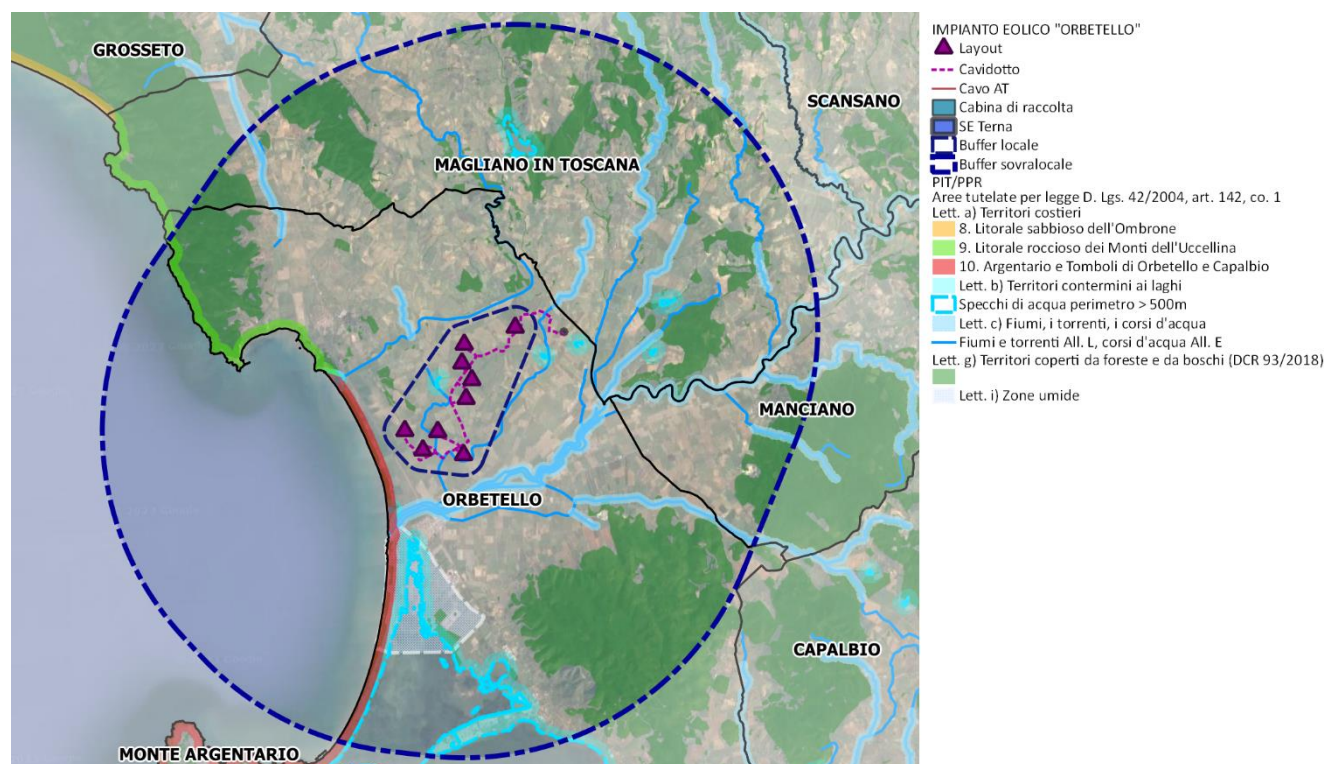 GROSSETO
SCANSANO
MAGLIANO IN TOSCANA
MANCIANO
ORBETELLO
CAPALBIO
MONTE ARGENTARIO
IMPIANTO EOLICO "ORBETELLO"
Layout
Cavidotto
Cavo AT
Cabina di raccolta
SE Terna
Buffer locale
Buffer sovralocale
PIT/PPR
Aree tutelate per legge D. Lgs. 42/2004, art. 142, co. 1
Lett. a) Territori costieri
8. Litorale sabbioso dell'Ombrone
9. Litorale roccioso dei Monti dell'Uccellina
10. Argentario e Tomboli di Orbetello e Capalbio
Lett. b) Territori contermini ai laghi
Specchi di acqua perimetro > 500m
Lett. c) Fiumi, i torrenti, i corsi d'acqua
Fiumi e torrenti All. L, corsi d'acqua All. E
Lett. g) Territori coperti da foreste e da boschi (DCR 93/2018)
Lett. i) Zone umide